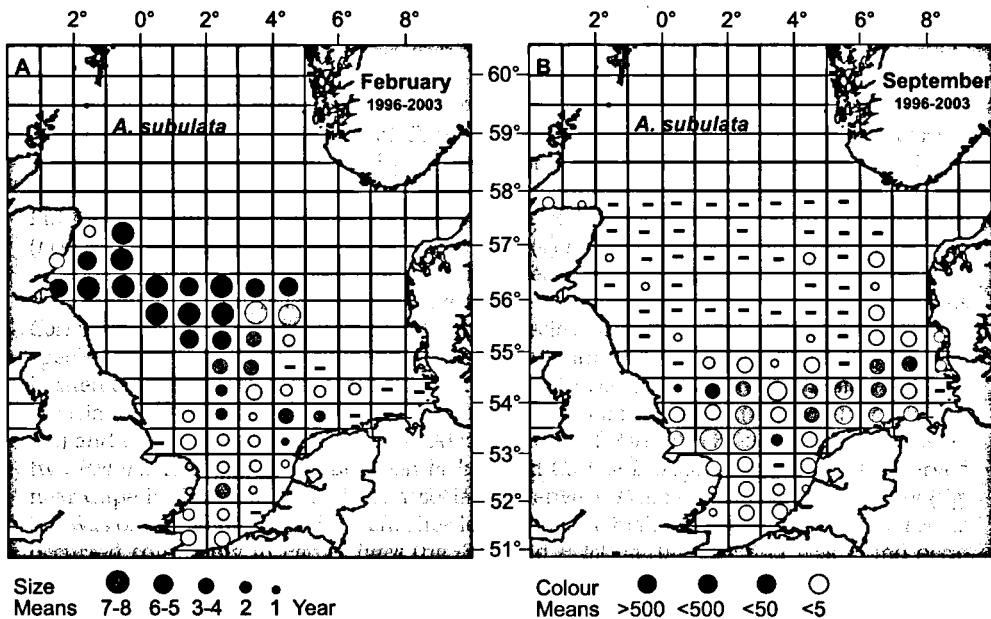 2° 0° 2° 4° 6° 8° 2° 0° 2° 4° 6° 8°
A
February
1996-2003
A. subulata
B
September
1996-2003
A. subulata
60°
59°
58°
57°
56°
55°
54°
53°
52°
51°
Size
Means 7-8 6-5 3-4 2 1 Year
Colour
Means >500 <500 <50 <5